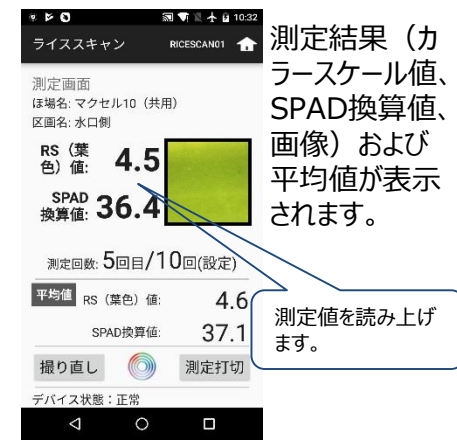 10:32
ライススキャン RICESCAN01
測定画面
ほ場名: マクセル10（共用）
区画名: 水口側
RS（葉
色）値: 4.5
SPAD
換算値: 36.4
測定回数: 5回目/10回(設定)
平均値 RS（葉色）値: 4.6
SPAD換算値: 37.1
撮り直し 測定打切
デバイス状態：正常
測定結果（カ
ラースケール値、
SPAD換算値、
画像）および
平均値が表示
されます。
測定値を読み上げ
ます。